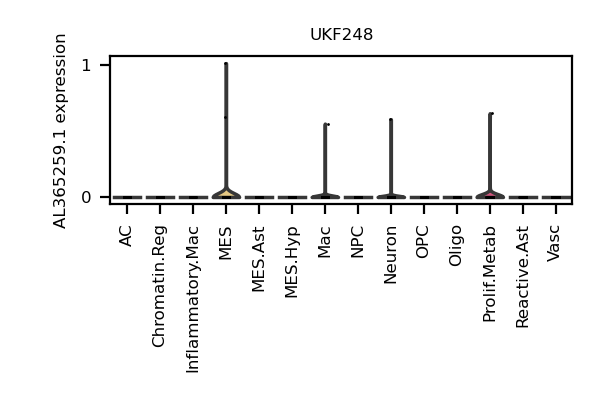 UKF248
AL365259.1 expression
1
0
AC
Chromatin.Reg
Inflammatory.Mac
MES
MES.Ast
MES.Hyp
Mac
NPC
Neuron
OPC
Oligo
Prolif.Metab
Reactive.Ast
Vasc